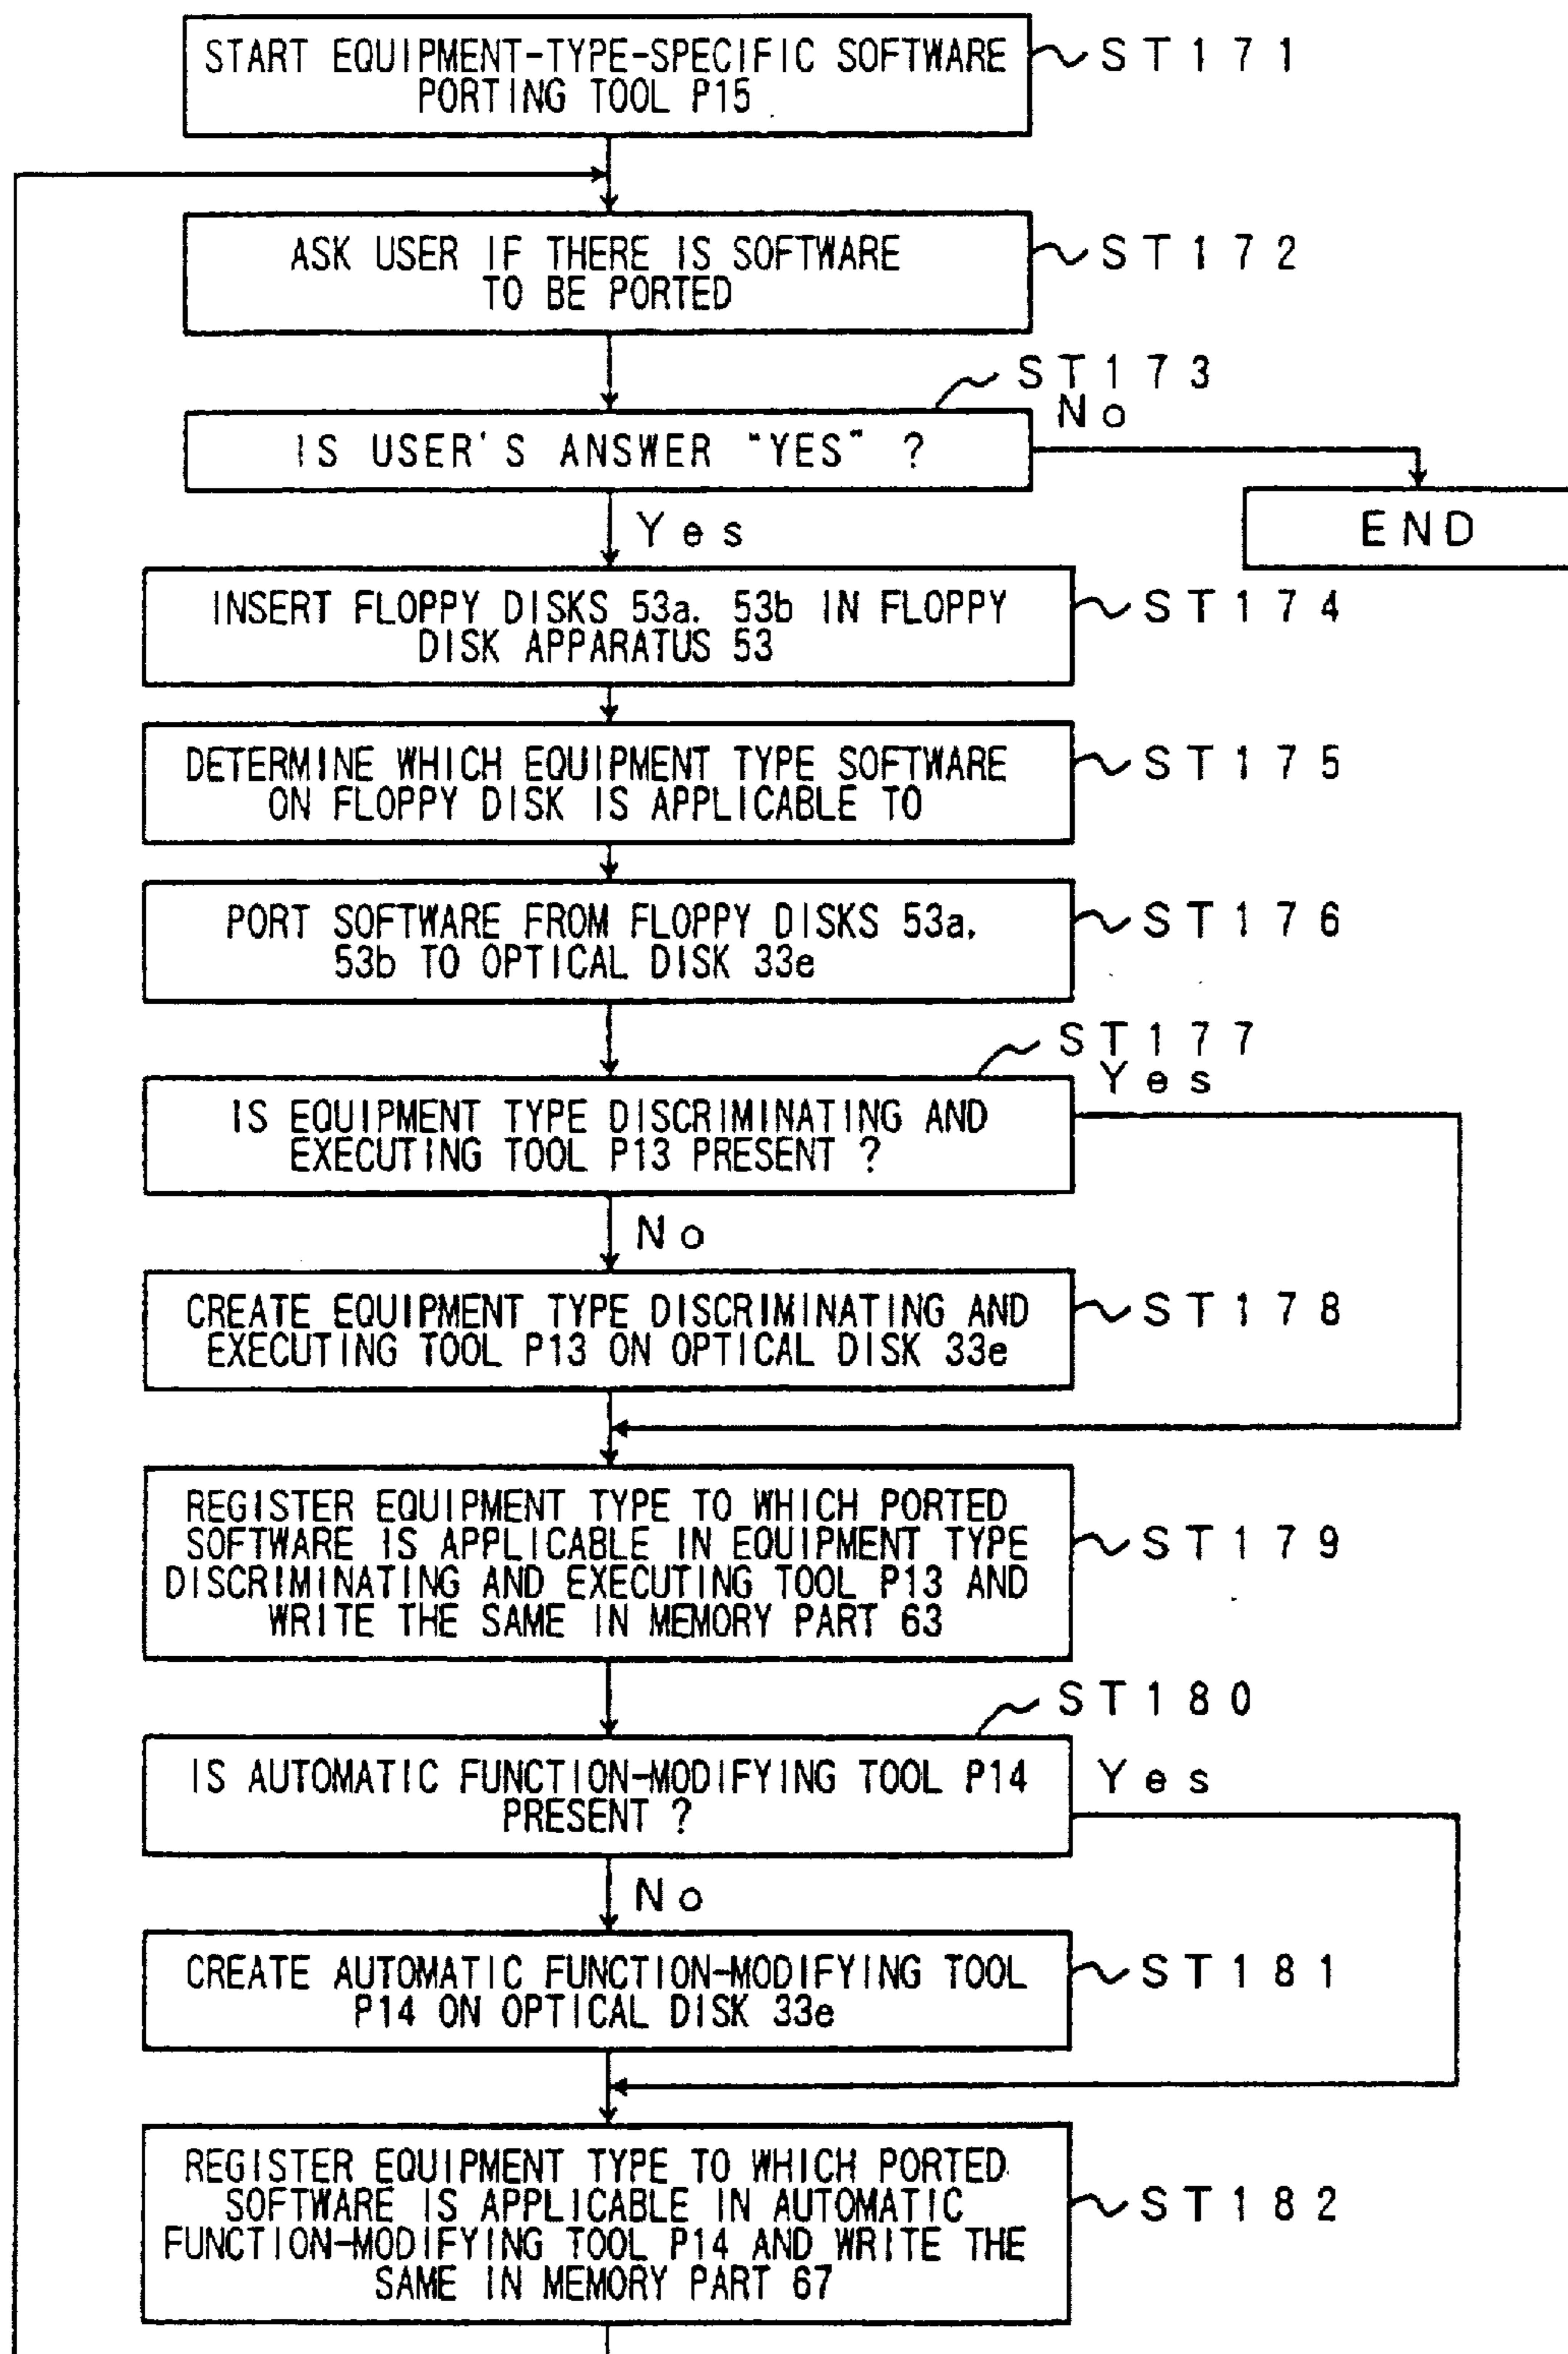 START EQUIPMENT-TYPE-SPECIFIC SOFTWARE
PORTING TOOL P15
ST171
ASK USER IF THERE IS SOFTWARE
TO BE PORTED
ST172
ST173
No
IS USER'S ANSWER "YES" ?
END
Yes
INSERT FLOPPY DISKS 53a. 53b IN FLOPPY
DISK APPARATUS 53
ST174
DETERMINE WHICH EQUIPMENT TYPE SOFTWARE
ON FLOPPY DISK IS APPLICABLE TO
ST175
PORT SOFTWARE FROM FLOPPY DISKS 53a.
53b TO OPTICAL DISK 33e
ST176
ST177
Yes
IS EQUIPMENT TYPE DISCRIMINATING AND
EXECUTING TOOL P13 PRESENT ?
No
CREATE EQUIPMENT TYPE DISCRIMINATING AND
EXECUTING TOOL P13 ON OPTICAL DISK 33e
ST178
REGISTER EQUIPMENT TYPE TO WHICH PORTED
SOFTWARE IS APPLICABLE IN EQUIPMENT TYPE
DISCRIMINATING AND EXECUTING TOOL P13 AND
WRITE THE SAME IN MEMORY PART 63
ST179
ST180
IS AUTOMATIC FUNCTION-MODIFYING TOOL P14
PRESENT ?
Yes
No
CREATE AUTOMATIC FUNCTION-MODIFYING TOOL
P14 ON OPTICAL DISK 33e
ST181
REGISTER EQUIPMENT TYPE TO WHICH PORTED
SOFTWARE IS APPLICABLE IN AUTOMATIC
FUNCTION-MODIFYING TOOL P14 AND WRITE THE
SAME IN MEMORY PART 67
ST182